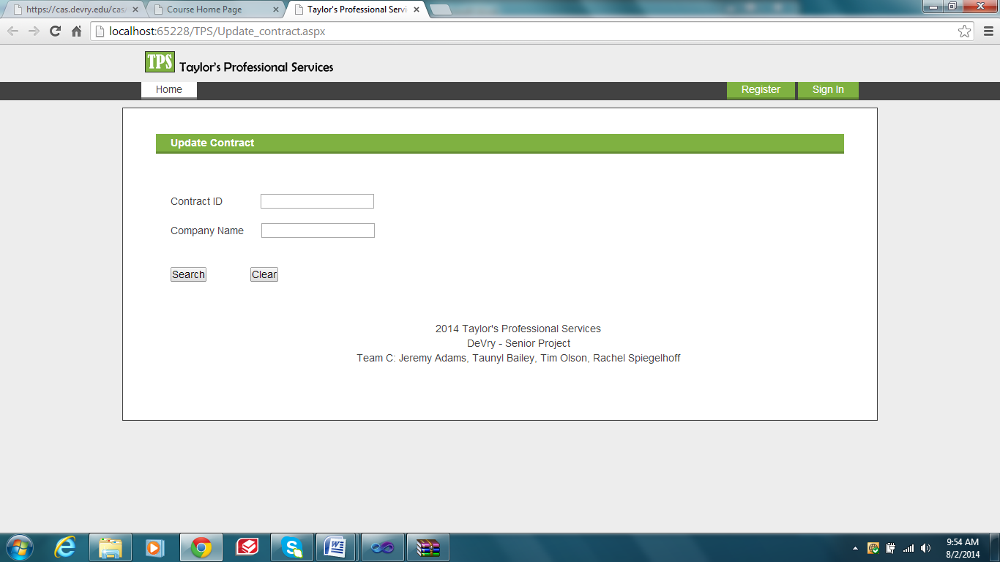 https://cas.devry.edu/cas
Course Home Page
Taylor's Professional Servi
localhost:65228/TPS/Update_contract.aspx
TPS Taylor's Professional Services
Home Register Sign In
Update Contract
Contract ID
Company Name
Search Clear
2014 Taylor's Professional Services
DeVry - Senior Project
Team C: Jeremy Adams, Taunyl Bailey, Tim Olson, Rachel Spiegelhoff
9:54 AM
8/2/2014